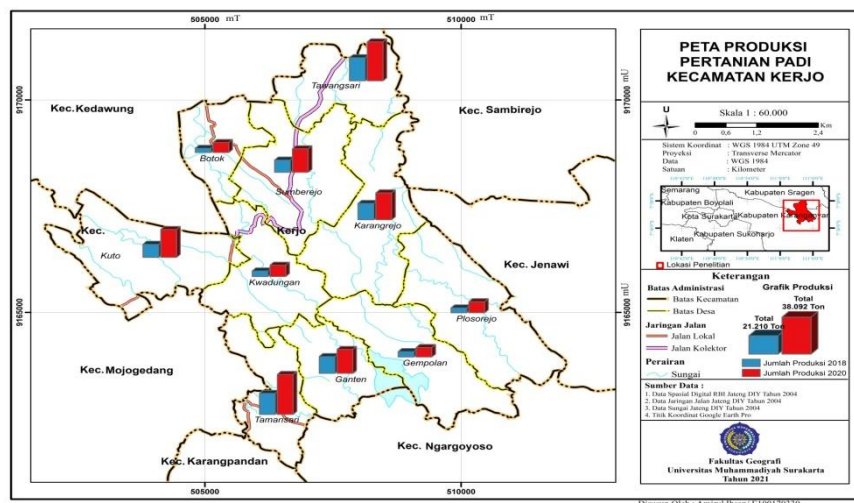 505000 mT
510000 mT
Kec. Kedawung
Tawangsari
9170000
Kec. Sambirejo
9170000 mU
Botok
Sumberejo
Kec.
Kuto
Kerjo
Karangrejo
Kwadungan
Kec. Jenawi
9165000
Plosorejo
9165000 mU
Kec. Mojogedang
Ganten
Gempolan
Tamansari
Kec. Ngargoyoso
Kec. Karangpandan
505000
510000
PETA PRODUKSI
PERTANIAN PADI
KECAMATAN KERJO
U
Skala 1 : 60.000
Km
0 0,6 1,2 2,4
Sistem Koordinat : WGS 1984 UTM Zone 49
Proyeksi : Transverse Mercator
Data : WGS 1984
Satuan : Kilometer
Semarang
Kabupaten Sragen
Kabupaten Boyolali
Kota Surakarta
Kabupaten Sukoharjo
Klaten
Lokasi Penelitian
Keterangan
Batas Administrasi
Batas Kecamatan
Batas Desa
Jaringan Jalan
Jalan Lokal
Jalan Kolektor
Perairan
Sungai
Grafik Produksi
Total
38.092 Ton
Total
21.210 Ton
Jumlah Produksi 2018
Jumlah Produksi 2020
Sumber Data :
1. Data Spasial Digital RBI Jateng DIY Tahun 2004
2. Data Jaringan Jalan Jateng DIY Tahun 2004
3. Data Sungai Jateng DIY Tahun 2004
4. Titik Koordinat Google Earth Pro
Fakultas Geografi
Universitas Muhammadiyah Surakarta
Tahun 2021